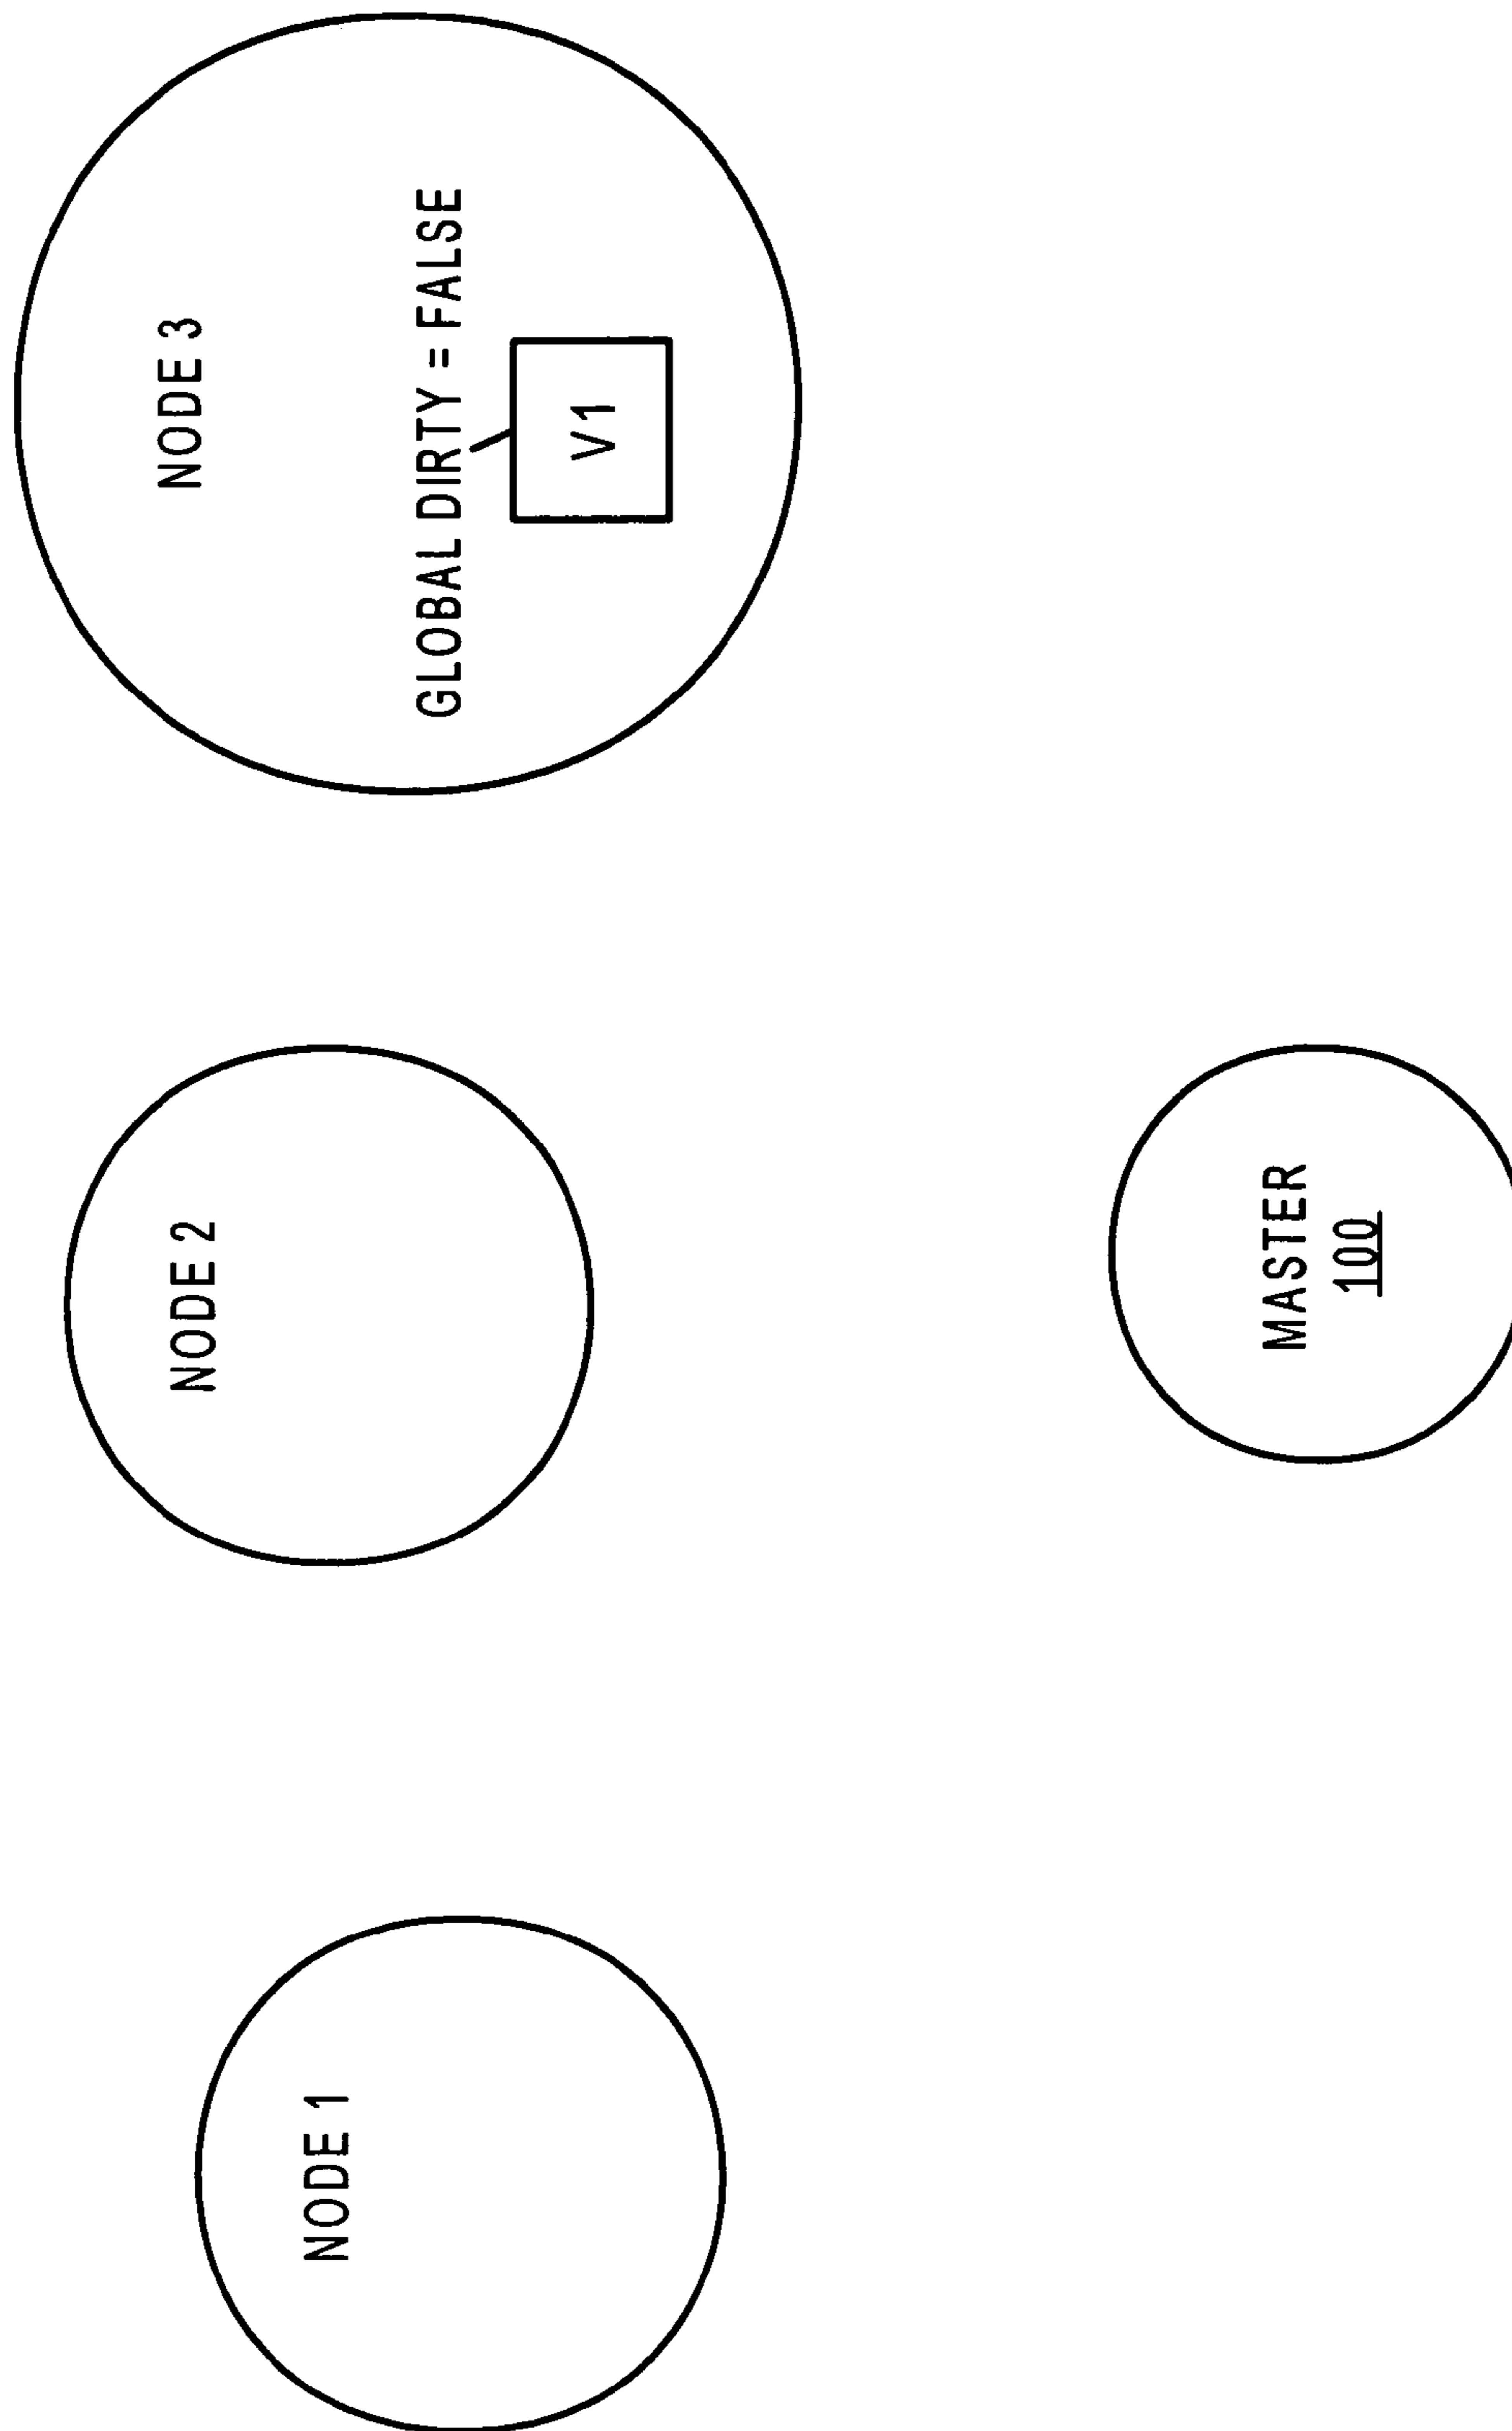 NODE 1
NODE 2
NODE 3
GLOBAL DIRTY = FALSE
V1
MASTER
100